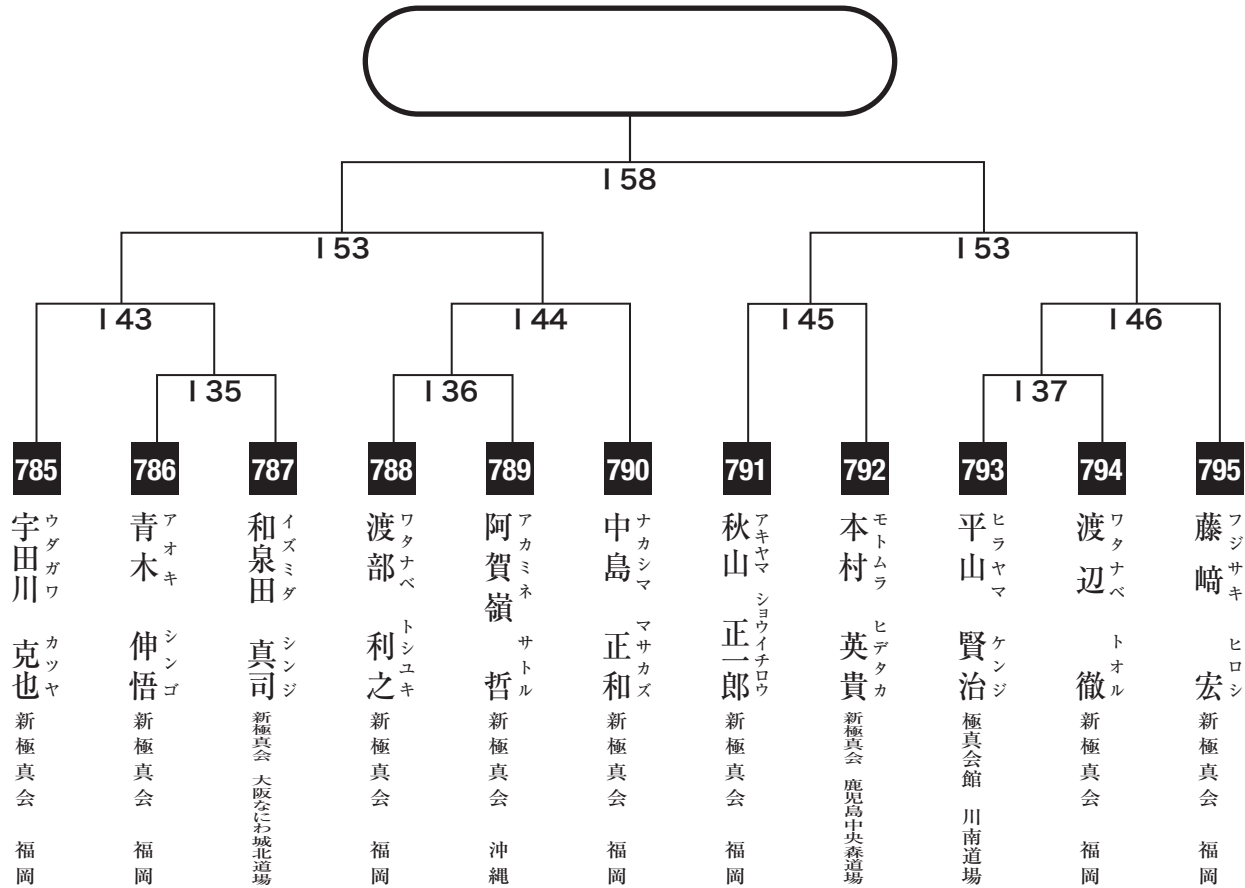 I 58
I 53
I 53
I 43
I 44
I 45
I 46
I 35
I 36
I 37
785
宇田川 克也
ウダガワ カツヤ
新極真会 福岡
786
青木 伸悟
アオキ シンゴ
新極真会 福岡
787
和泉田 真司
イズミダ シンジ
新極真会 大阪なにわ城北道場
788
渡部 利之
ワタナベ トシユキ
新極真会 福岡
789
阿賀嶺 哲
アカミネ サトル
新極真会 沖縄
790
中島 正和
ナカシマ マサカズ
新極真会 福岡
791
秋山 正一郎
アキヤマ ショウイチロウ
新極真会 福岡
792
本村 英貴
モトムラ ヒデタカ
新極真会 鹿児島中央森道場
793
平山 賢治
ヒラヤマ ケンジ
極真会館 川南道場
794
渡辺 徹
ワタナベ トオル
新極真会 福岡
795
藤﨑 宏
フジサキ ヒロシ
新極真会 福岡